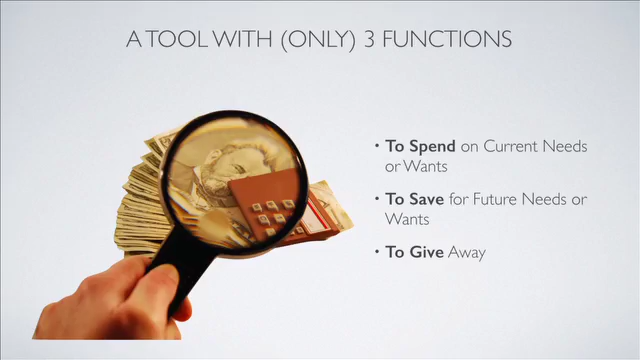 A TOOL WITH (ONLY) 3 FUNCTIONS
• To Spend on Current Needs
or Wants
• To Save for Future Needs or
Wants
• To Give Away